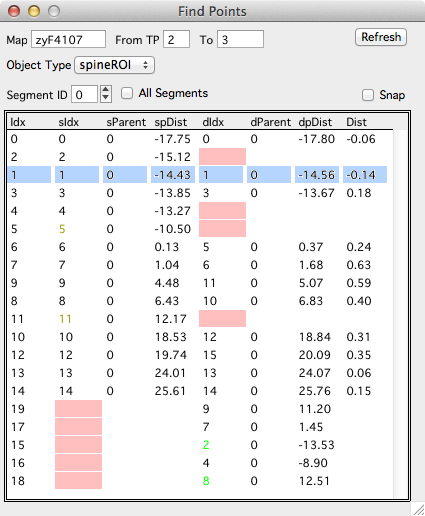 Find Points
Map zyF4107 From TP 2 To 3 Refresh
Object Type spineROI
Segment ID 0 All Segments Snap
Idx sIdx sParent spDist dIdx dParent dpDist Dist
0 0 0 -17.75 0 0 -17.80 -0.06
2 2 0 -15.12
1 1 0 -14.43 1 0 -14.56 -0.14
3 3 0 -13.85 3 0 -13.67 0.18
4 4 0 -13.27
5 5 0 -10.50
6 6 0 0.13 5 0 0.37 0.24
7 7 0 1.04 6 0 1.68 0.63
9 9 0 4.48 11 0 5.07 0.59
8 8 0 6.43 10 0 6.83 0.40
11 11 0 12.17
10 10 0 18.53 12 0 18.84 0.31
12 12 0 19.74 15 0 20.09 0.35
13 13 0 24.01 13 0 24.07 0.06
14 14 0 25.61 14 0 25.76 0.15
19 9 0 11.20
17 7 0 1.45
15 2 0 -13.53
16 4 0 -8.90
18 8 0 12.51